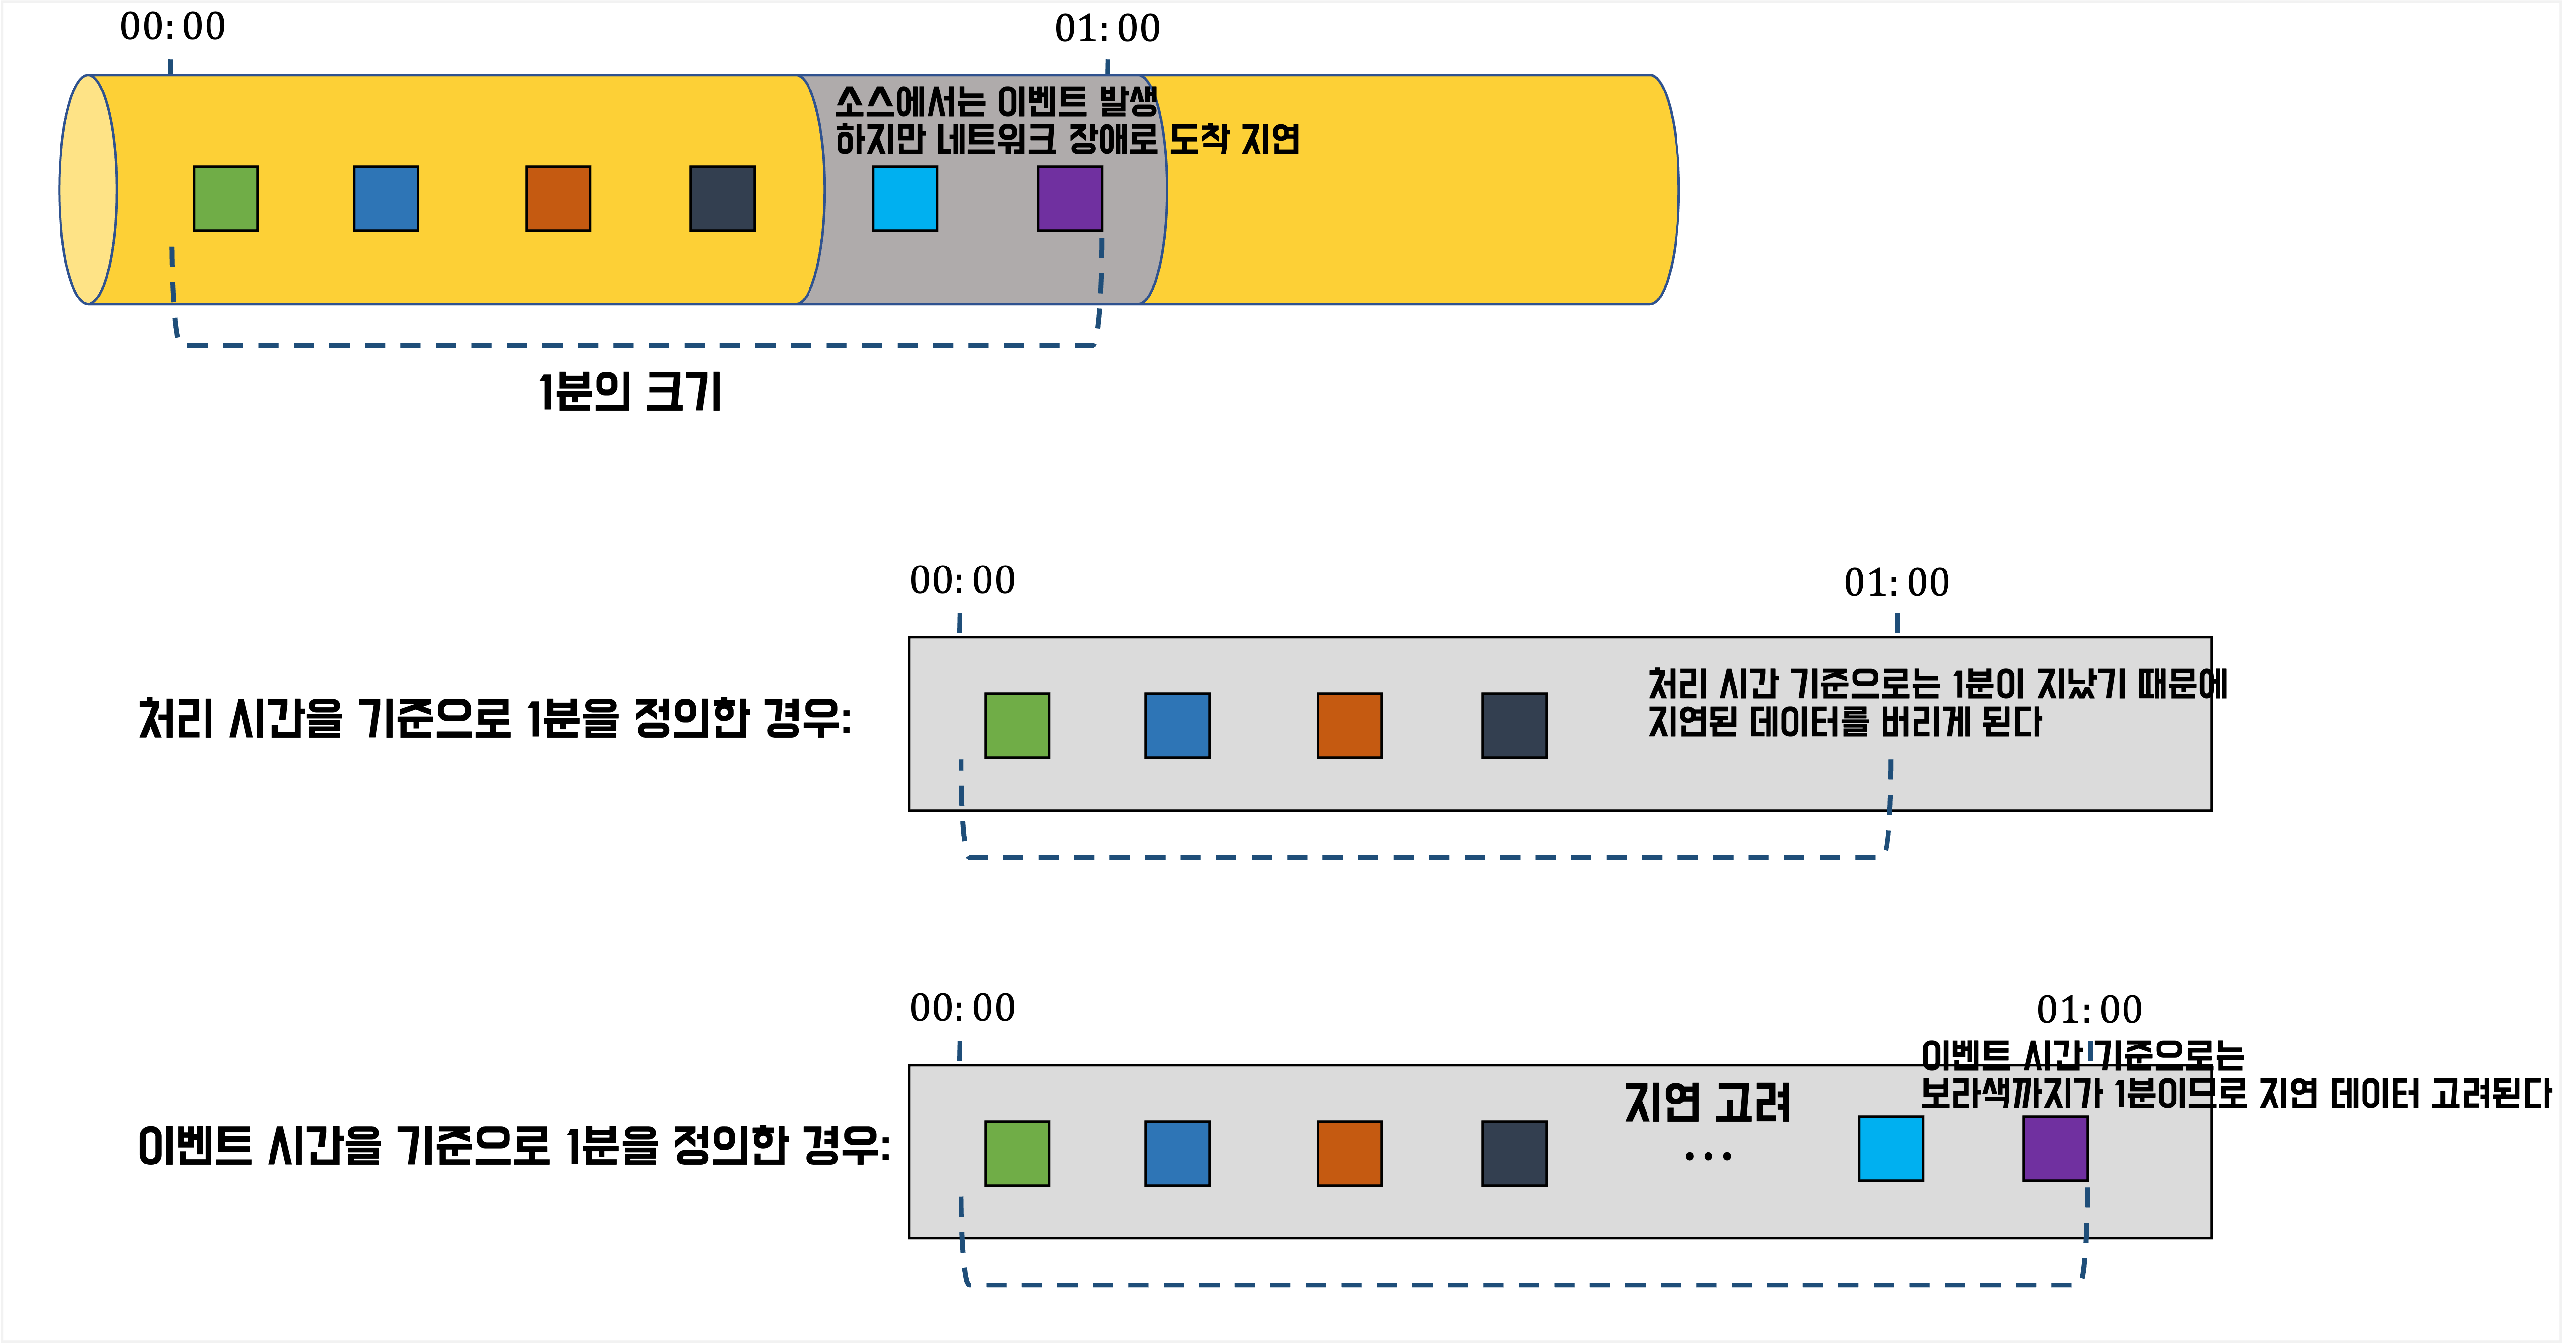 00:00
01:00
소스에서는 이벤트 발생
하지만 네트워크 장애로 도착 지연
1분의 크기
00:00
01:00
처리 시간을 기준으로 1분을 정의한 경우:
처리 시간 기준으로는 1분이 지났기 때문에
지연된 데이터를 버리게 된다
00:00
01:00
이벤트 시간을 기준으로 1분을 정의한 경우:
지연 고려
...
이벤트 시간 기준으로는
보라색까지가 1분이므로 지연 데이터 고려된다